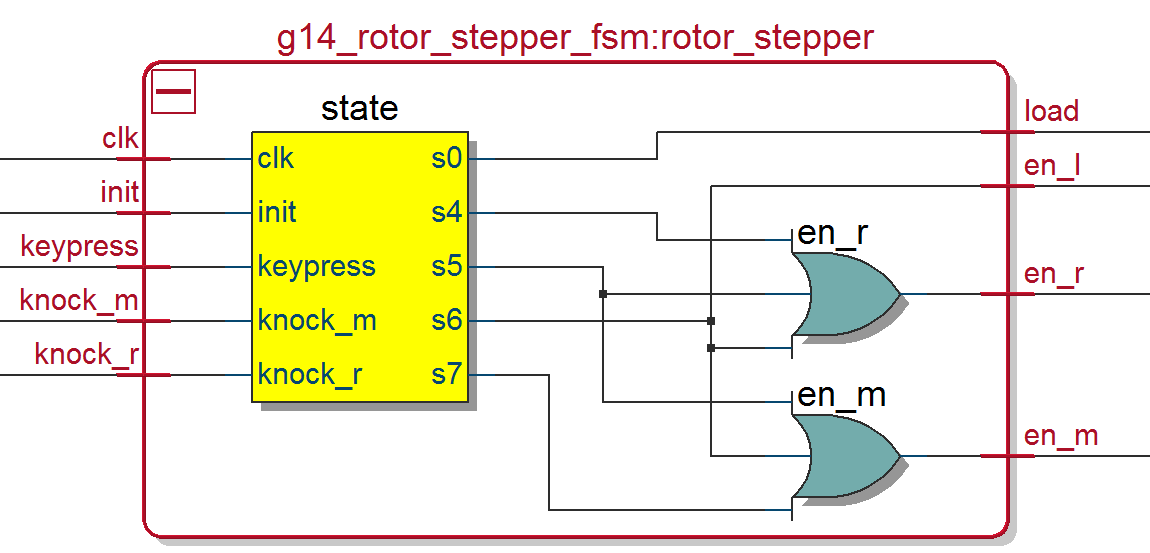 g14_rotor_stepper_fsm:rotor_stepper
state
clk
init
keypress
knock_m
knock_r
clk
init
keypress
knock_m
knock_r
s0
s4
s5
s6
s7
en_r
en_m
load
en_l
en_r
en_m